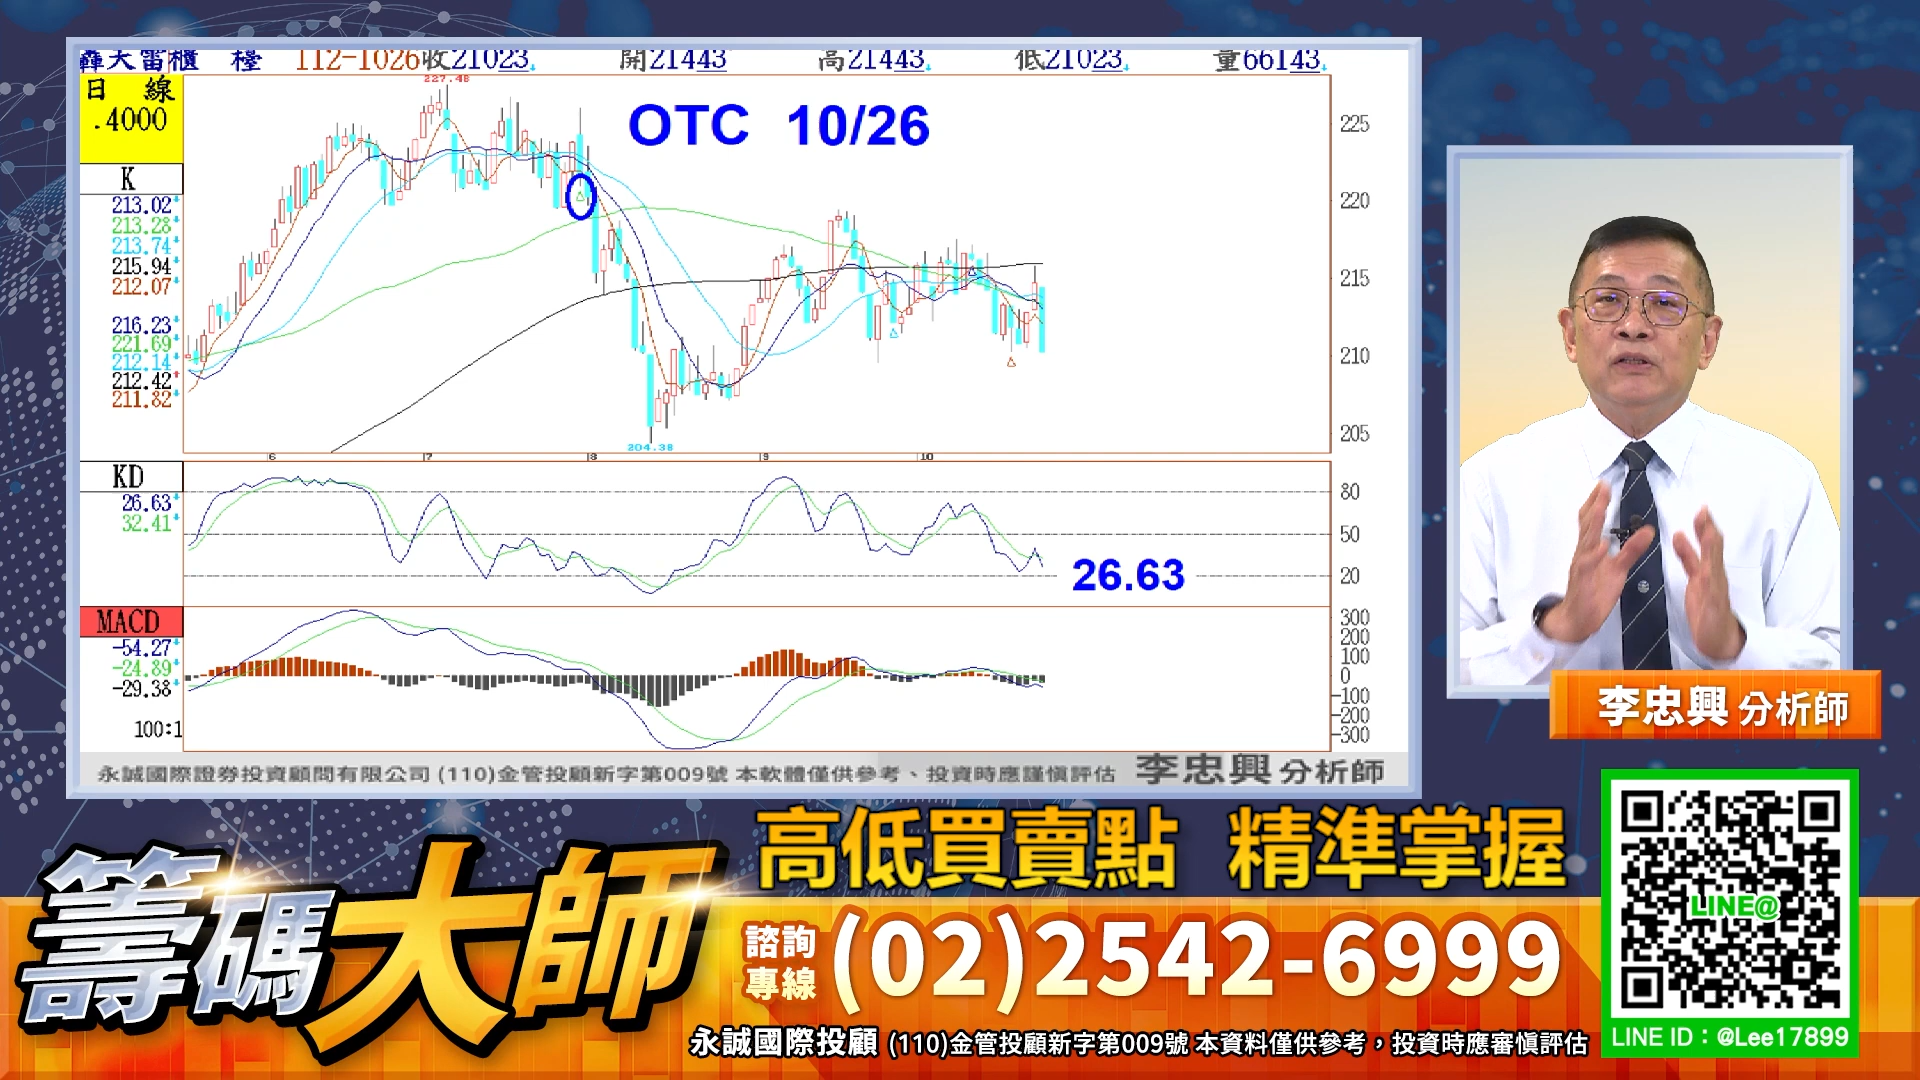 轟天雷櫃 檯 112-1026收21023 開21443 高21443 低21023 量66143
227.48
日 線
.4000
OTC 10/26
K
213.02
213.28
213.74
215.94
212.07
216.23
221.69
212.14
212.42
211.82
225
220
215
210
205
204.38
6 7 8 9 10
KD
26.63
32.41
80
50
20
26.63
MACD
-54.27
-24.89
-29.38
100:1
300
200
100
0
-100
-200
-300
永誠國際證券投資顧問有限公司 (110)金管投顧新字第009號 本軟體僅供參考、投資時應謹慎評估 李忠興 分析師
李忠興 分析師
高低買賣點 精準掌握
籌碼大師
諮詢專線 (02)2542-6999
永誠國際投顧 (110)金管投顧新字第009號 本資料僅供參考，投資時應審慎評估
LINE@
LINE ID：@Lee17899